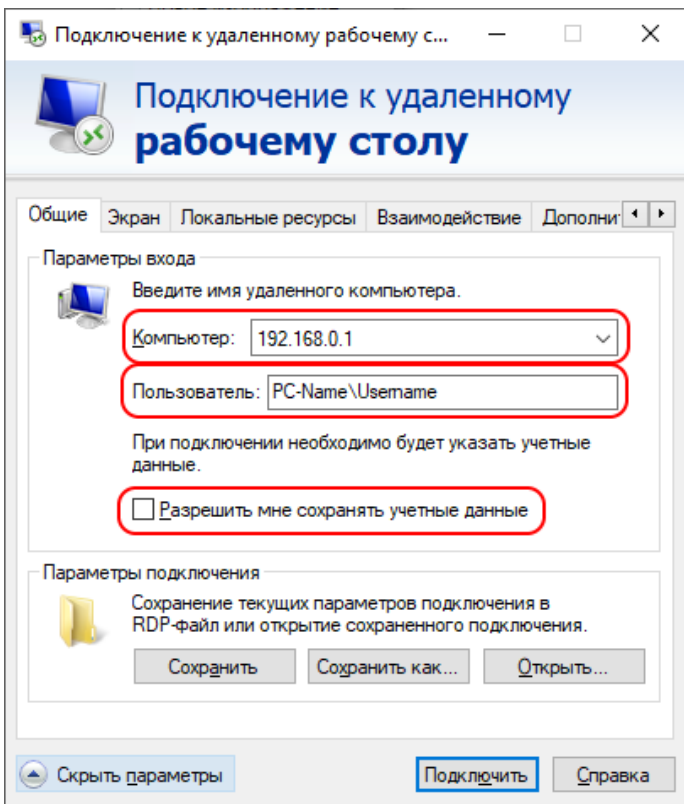 Подключение к удаленному рабочему с...
Подключение к удаленному
рабочему столу
Общие Экран Локальные ресурсы Взаимодействие Дополнит
Параметры входа
Введите имя удаленного компьютера.
Компьютер: 192.168.0.1
Пользователь: PC-Name\Username
При подключении необходимо будет указать учетные
данные.
Разрешить мне сохранять учетные данные
Параметры подключения
Сохранение текущих параметров подключения в
RDP-файл или открытие сохраненного подключения.
Сохранить Сохранить как... Открыть...
Скрыть параметры Подключить Справка